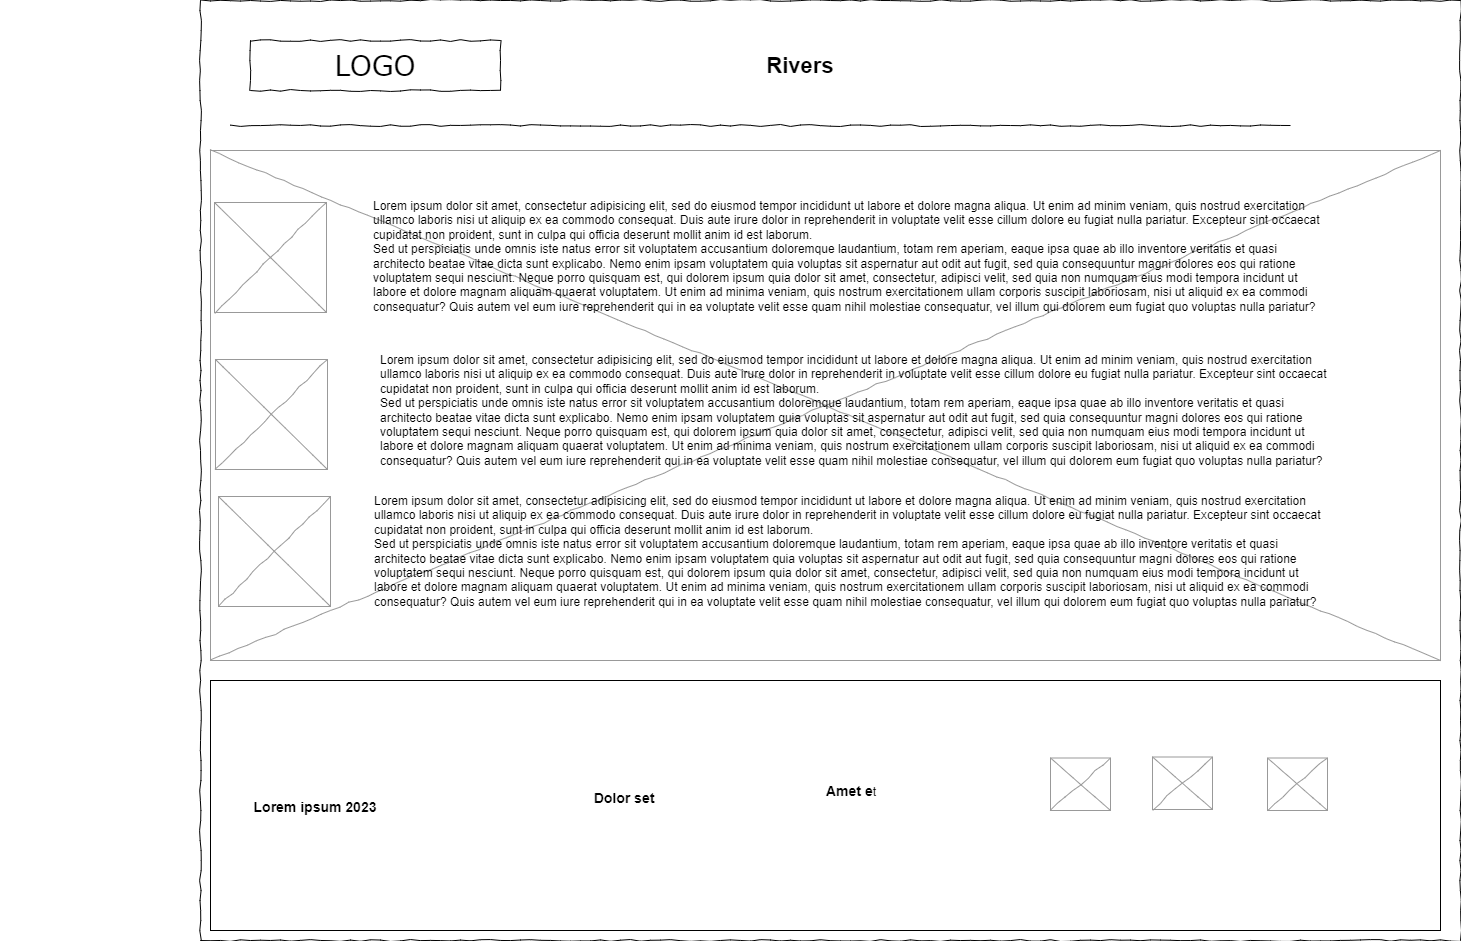 LOGO
Rivers
Lorem ipsum dolor sit amet, consectetur adipisicing elit, sed do eiusmod tempor incididunt ut labore et dolore magna aliqua. Ut enim ad minim veniam, quis nostrud exercitation
ullamco laboris nisi ut aliquip ex ea commodo consequat. Duis aute irure dolor in reprehenderit in voluptate velit esse cillum dolore eu fugiat nulla pariatur. Excepteur sint occaecat
cupidatat non proident, sunt in culpa qui officia deserunt mollit anim id est laborum.
Sed ut perspiciatis unde omnis iste natus error sit voluptatem accusantium doloremque laudantium, totam rem aperiam, eaque ipsa quae ab illo inventore veritatis et quasi
architecto beatae vitae dicta sunt explicabo. Nemo enim ipsam voluptatem quia voluptas sit aspernatur aut odit aut fugit, sed quia consequuntur magni dolores eos qui ratione
voluptatem sequi nesciunt. Neque porro quisquam est, qui dolorem ipsum quia dolor sit amet, consectetur, adipisci velit, sed quia non numquam eius modi tempora incidunt ut
labore et dolore magnam aliquam quaerat voluptatem. Ut enim ad minima veniam, quis nostrum exercitationem ullam corporis suscipit laboriosam, nisi ut aliquid ex ea commodi
consequatur? Quis autem vel eum iure reprehenderit qui in ea voluptate velit esse quam nihil molestiae consequatur, vel illum qui dolorem eum fugiat quo voluptas nulla pariatur?
Lorem ipsum dolor sit amet, consectetur adipisicing elit, sed do eiusmod tempor incididunt ut labore et dolore magna aliqua. Ut enim ad minim veniam, quis nostrud exercitation
ullamco laboris nisi ut aliquip ex ea commodo consequat. Duis aute irure dolor in reprehenderit in voluptate velit esse cillum dolore eu fugiat nulla pariatur. Excepteur sint occaecat
cupidatat non proident, sunt in culpa qui officia deserunt mollit anim id est laborum.
Sed ut perspiciatis unde omnis iste natus error sit voluptatem accusantium doloremque laudantium, totam rem aperiam, eaque ipsa quae ab illo inventore veritatis et quasi
architecto beatae vitae dicta sunt explicabo. Nemo enim ipsam voluptatem quia voluptas sit aspernatur aut odit aut fugit, sed quia consequuntur magni dolores eos qui ratione
voluptatem sequi nesciunt. Neque porro quisquam est, qui dolorem ipsum quia dolor sit amet, consectetur, adipisci velit, sed quia non numquam eius modi tempora incidunt ut
labore et dolore magnam aliquam quaerat voluptatem. Ut enim ad minima veniam, quis nostrum exercitationem ullam corporis suscipit laboriosam, nisi ut aliquid ex ea commodi
consequatur? Quis autem vel eum iure reprehenderit qui in ea voluptate velit esse quam nihil molestiae consequatur, vel illum qui dolorem eum fugiat quo voluptas nulla pariatur?
Lorem ipsum dolor sit amet, consectetur adipisicing elit, sed do eiusmod tempor incididunt ut labore et dolore magna aliqua. Ut enim ad minim veniam, quis nostrud exercitation
ullamco laboris nisi ut aliquip ex ea commodo consequat. Duis aute irure dolor in reprehenderit in voluptate velit esse cillum dolore eu fugiat nulla pariatur. Excepteur sint occaecat
cupidatat non proident, sunt in culpa qui officia deserunt mollit anim id est laborum.
Sed ut perspiciatis unde omnis iste natus error sit voluptatem accusantium doloremque laudantium, totam rem aperiam, eaque ipsa quae ab illo inventore veritatis et quasi
architecto beatae vitae dicta sunt explicabo. Nemo enim ipsam voluptatem quia voluptas sit aspernatur aut odit aut fugit, sed quia consequuntur magni dolores eos qui ratione
voluptatem sequi nesciunt. Neque porro quisquam est, qui dolorem ipsum quia dolor sit amet, consectetur, adipisci velit, sed quia non numquam eius modi tempora incidunt ut
labore et dolore magnam aliquam quaerat voluptatem. Ut enim ad minima veniam, quis nostrum exercitationem ullam corporis suscipit laboriosam, nisi ut aliquid ex ea commodi
consequatur? Quis autem vel eum iure reprehenderit qui in ea voluptate velit esse quam nihil molestiae consequatur, vel illum qui dolorem eum fugiat quo voluptas nulla pariatur?
Lorem ipsum 2023
Dolor set
Amet et